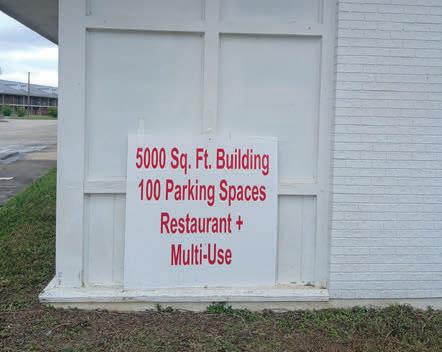 5000 Sq. Ft. Building
100 Parking Spaces
Restaurant +
Multi-Use